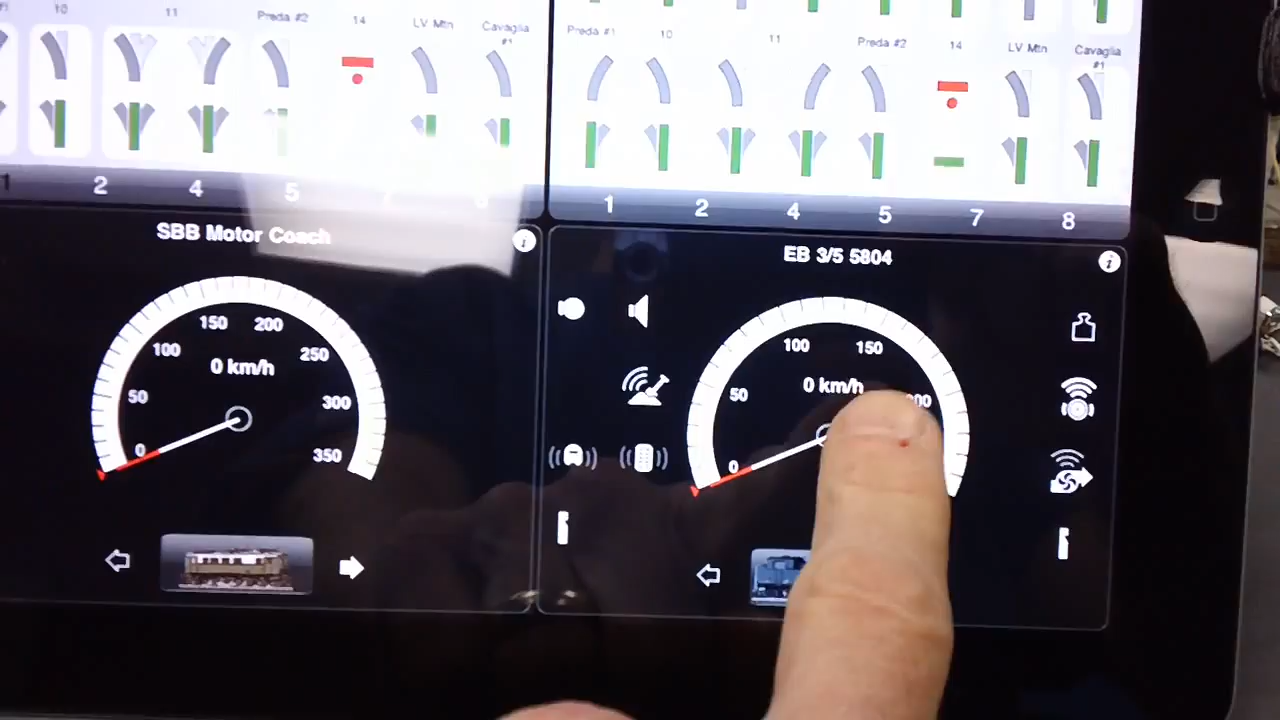 10 11 Preda #2 14 LV Mtn Cavaglia #1
2 4 5
Preda #1 10 11 Preda #2 14 LV Mtn Cavaglia #1
1 2 4 5 7 8
SBB Motor Coach
i
0 50 100 150 200 250 300 350
0 km/h
EB 3/5 5804
i
0 50 100 150
0 km/h